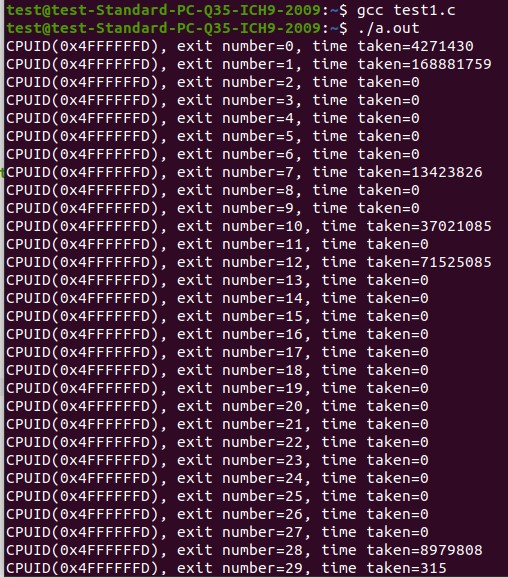 test@test-Standard-PC-Q35-ICH9-2009:~$ gcc test1.c
test@test-Standard-PC-Q35-ICH9-2009:~$ ./a.out
CPUID(0x4FFFFFFD), exit number=0, time taken=4271430
CPUID(0x4FFFFFFD), exit number=1, time taken=168881759
CPUID(0x4FFFFFFD), exit number=2, time taken=0
CPUID(0x4FFFFFFD), exit number=3, time taken=0
CPUID(0x4FFFFFFD), exit number=4, time taken=0
CPUID(0x4FFFFFFD), exit number=5, time taken=0
CPUID(0x4FFFFFFD), exit number=6, time taken=0
CPUID(0x4FFFFFFD), exit number=7, time taken=13423826
CPUID(0x4FFFFFFD), exit number=8, time taken=0
CPUID(0x4FFFFFFD), exit number=9, time taken=0
CPUID(0x4FFFFFFD), exit number=10, time taken=37021085
CPUID(0x4FFFFFFD), exit number=11, time taken=0
CPUID(0x4FFFFFFD), exit number=12, time taken=71525085
CPUID(0x4FFFFFFD), exit number=13, time taken=0
CPUID(0x4FFFFFFD), exit number=14, time taken=0
CPUID(0x4FFFFFFD), exit number=15, time taken=0
CPUID(0x4FFFFFFD), exit number=16, time taken=0
CPUID(0x4FFFFFFD), exit number=17, time taken=0
CPUID(0x4FFFFFFD), exit number=18, time taken=0
CPUID(0x4FFFFFFD), exit number=19, time taken=0
CPUID(0x4FFFFFFD), exit number=20, time taken=0
CPUID(0x4FFFFFFD), exit number=21, time taken=0
CPUID(0x4FFFFFFD), exit number=22, time taken=0
CPUID(0x4FFFFFFD), exit number=23, time taken=0
CPUID(0x4FFFFFFD), exit number=24, time taken=0
CPUID(0x4FFFFFFD), exit number=25, time taken=0
CPUID(0x4FFFFFFD), exit number=26, time taken=0
CPUID(0x4FFFFFFD), exit number=27, time taken=0
CPUID(0x4FFFFFFD), exit number=28, time taken=8979808
CPUID(0x4FFFFFFD), exit number=29, time taken=315